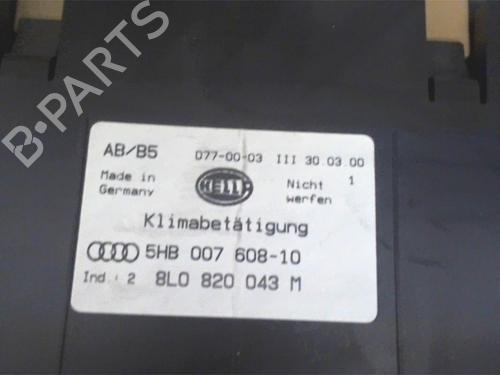 B-PARTS
AB/B5 D77-00-03 III 30.03.00
Made in Germany
HELLA
Nicht werfen
1
Klimabetätigung
5HB 007 608-10
Ind.: 2 8L0 820 043 M